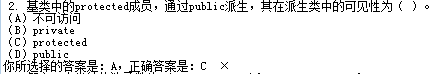 2. 基类中的protected成员，通过public派生，其在派生类中的可见性为（ ）。
(A) 不可访问
(B) private
(C) protected
(D) public
你所选择的答案是：A，正确答案是：C ×